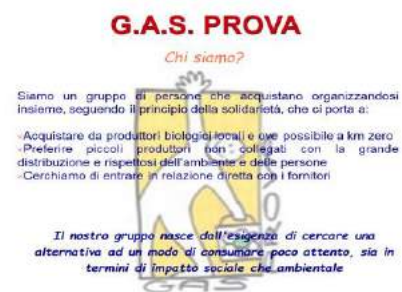 G.A.S. PROVA
Chi siamo?
Siamo un gruppo di persone che acquistano organizzandosi
insieme, seguendo il principio della solidarietà, che ci porta a:
-Acquistare da produttori biologici locali e ove possibile a km zero
-Preferire piccoli produttori non collegati con la grande
distribuzione e rispettosi dell'ambiente e delle persone
-Cerchiamo di entrare in relazione diretta con i fornitori
Il nostro gruppo nasce dall'esigenza di cercare una
alternativa ad un modo di consumare poco attento, sia in
termini di impatto sociale che ambientale
GAS